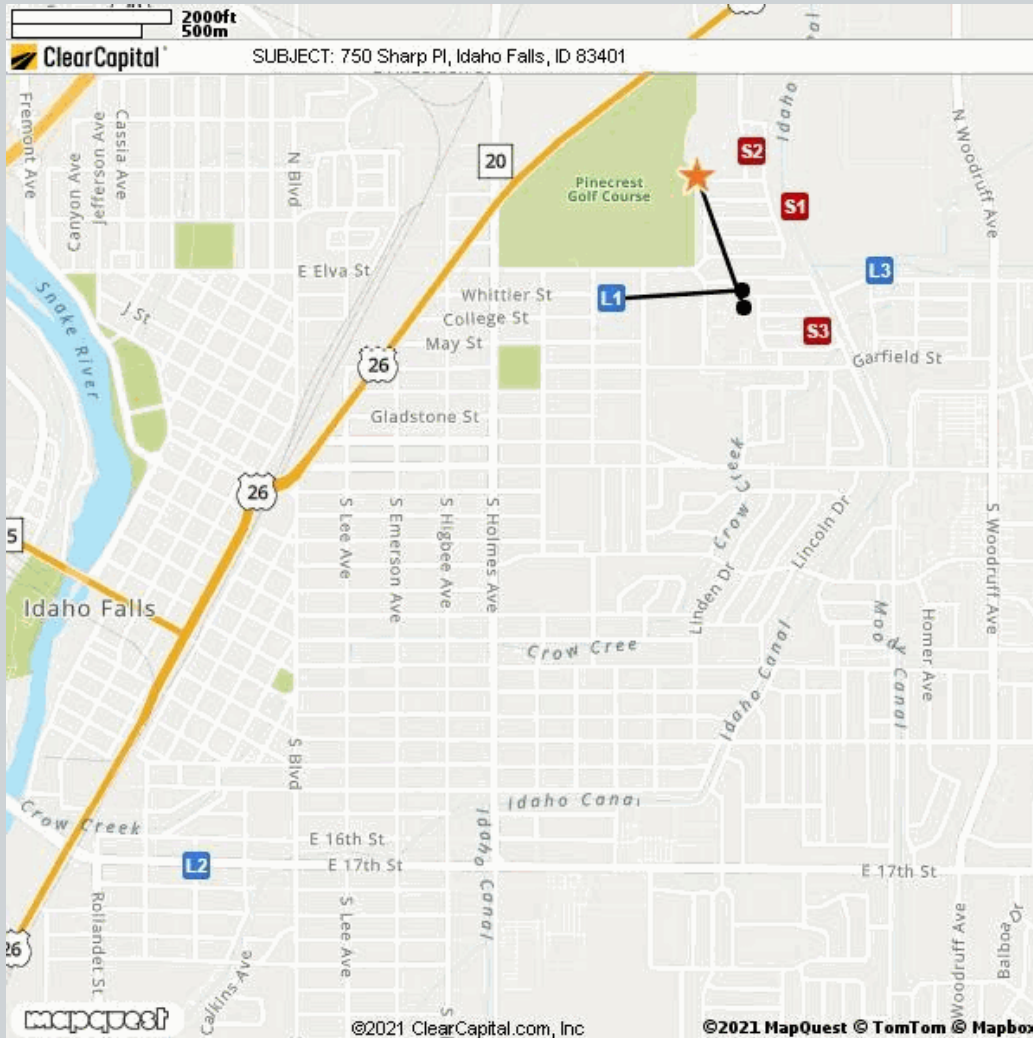 2000ft
500m
ClearCapital
SUBJECT: 750 Sharp Pl, Idaho Falls, ID 83401
Fremont Ave
Cassia Ave
Jefferson Ave
Canyon Ave
N Blvd
20
Pinecrest
Golf Course
S2
Idaho
S1
N Woodruff Ave
E Elva St
L3
Whittier St
L1
College St
May St
S3
Garfield St
J St
Snake River
26
Gladstone St
26
S Lee Ave
S Emerson Ave
S Higbee Ave
S Holmes Ave
Crow Creek
Lincoln Dr
S Woodruff Ave
5
Idaho Falls
Linden Dr
Crow Cree
Idaho Canal
Homer Ave
Canal
S Blvd
Idaho Canal
Crow Creek
E 16th St
L2
E 17th St
Idaho Canal
E 17th St
Rollandet St
S Lee Ave
Woodruff Ave
Balboa Dr
26
Calkins Ave
S
mapquest
©2021 ClearCapital.com, Inc
©2021 MapQuest © TomTom © Mapbox